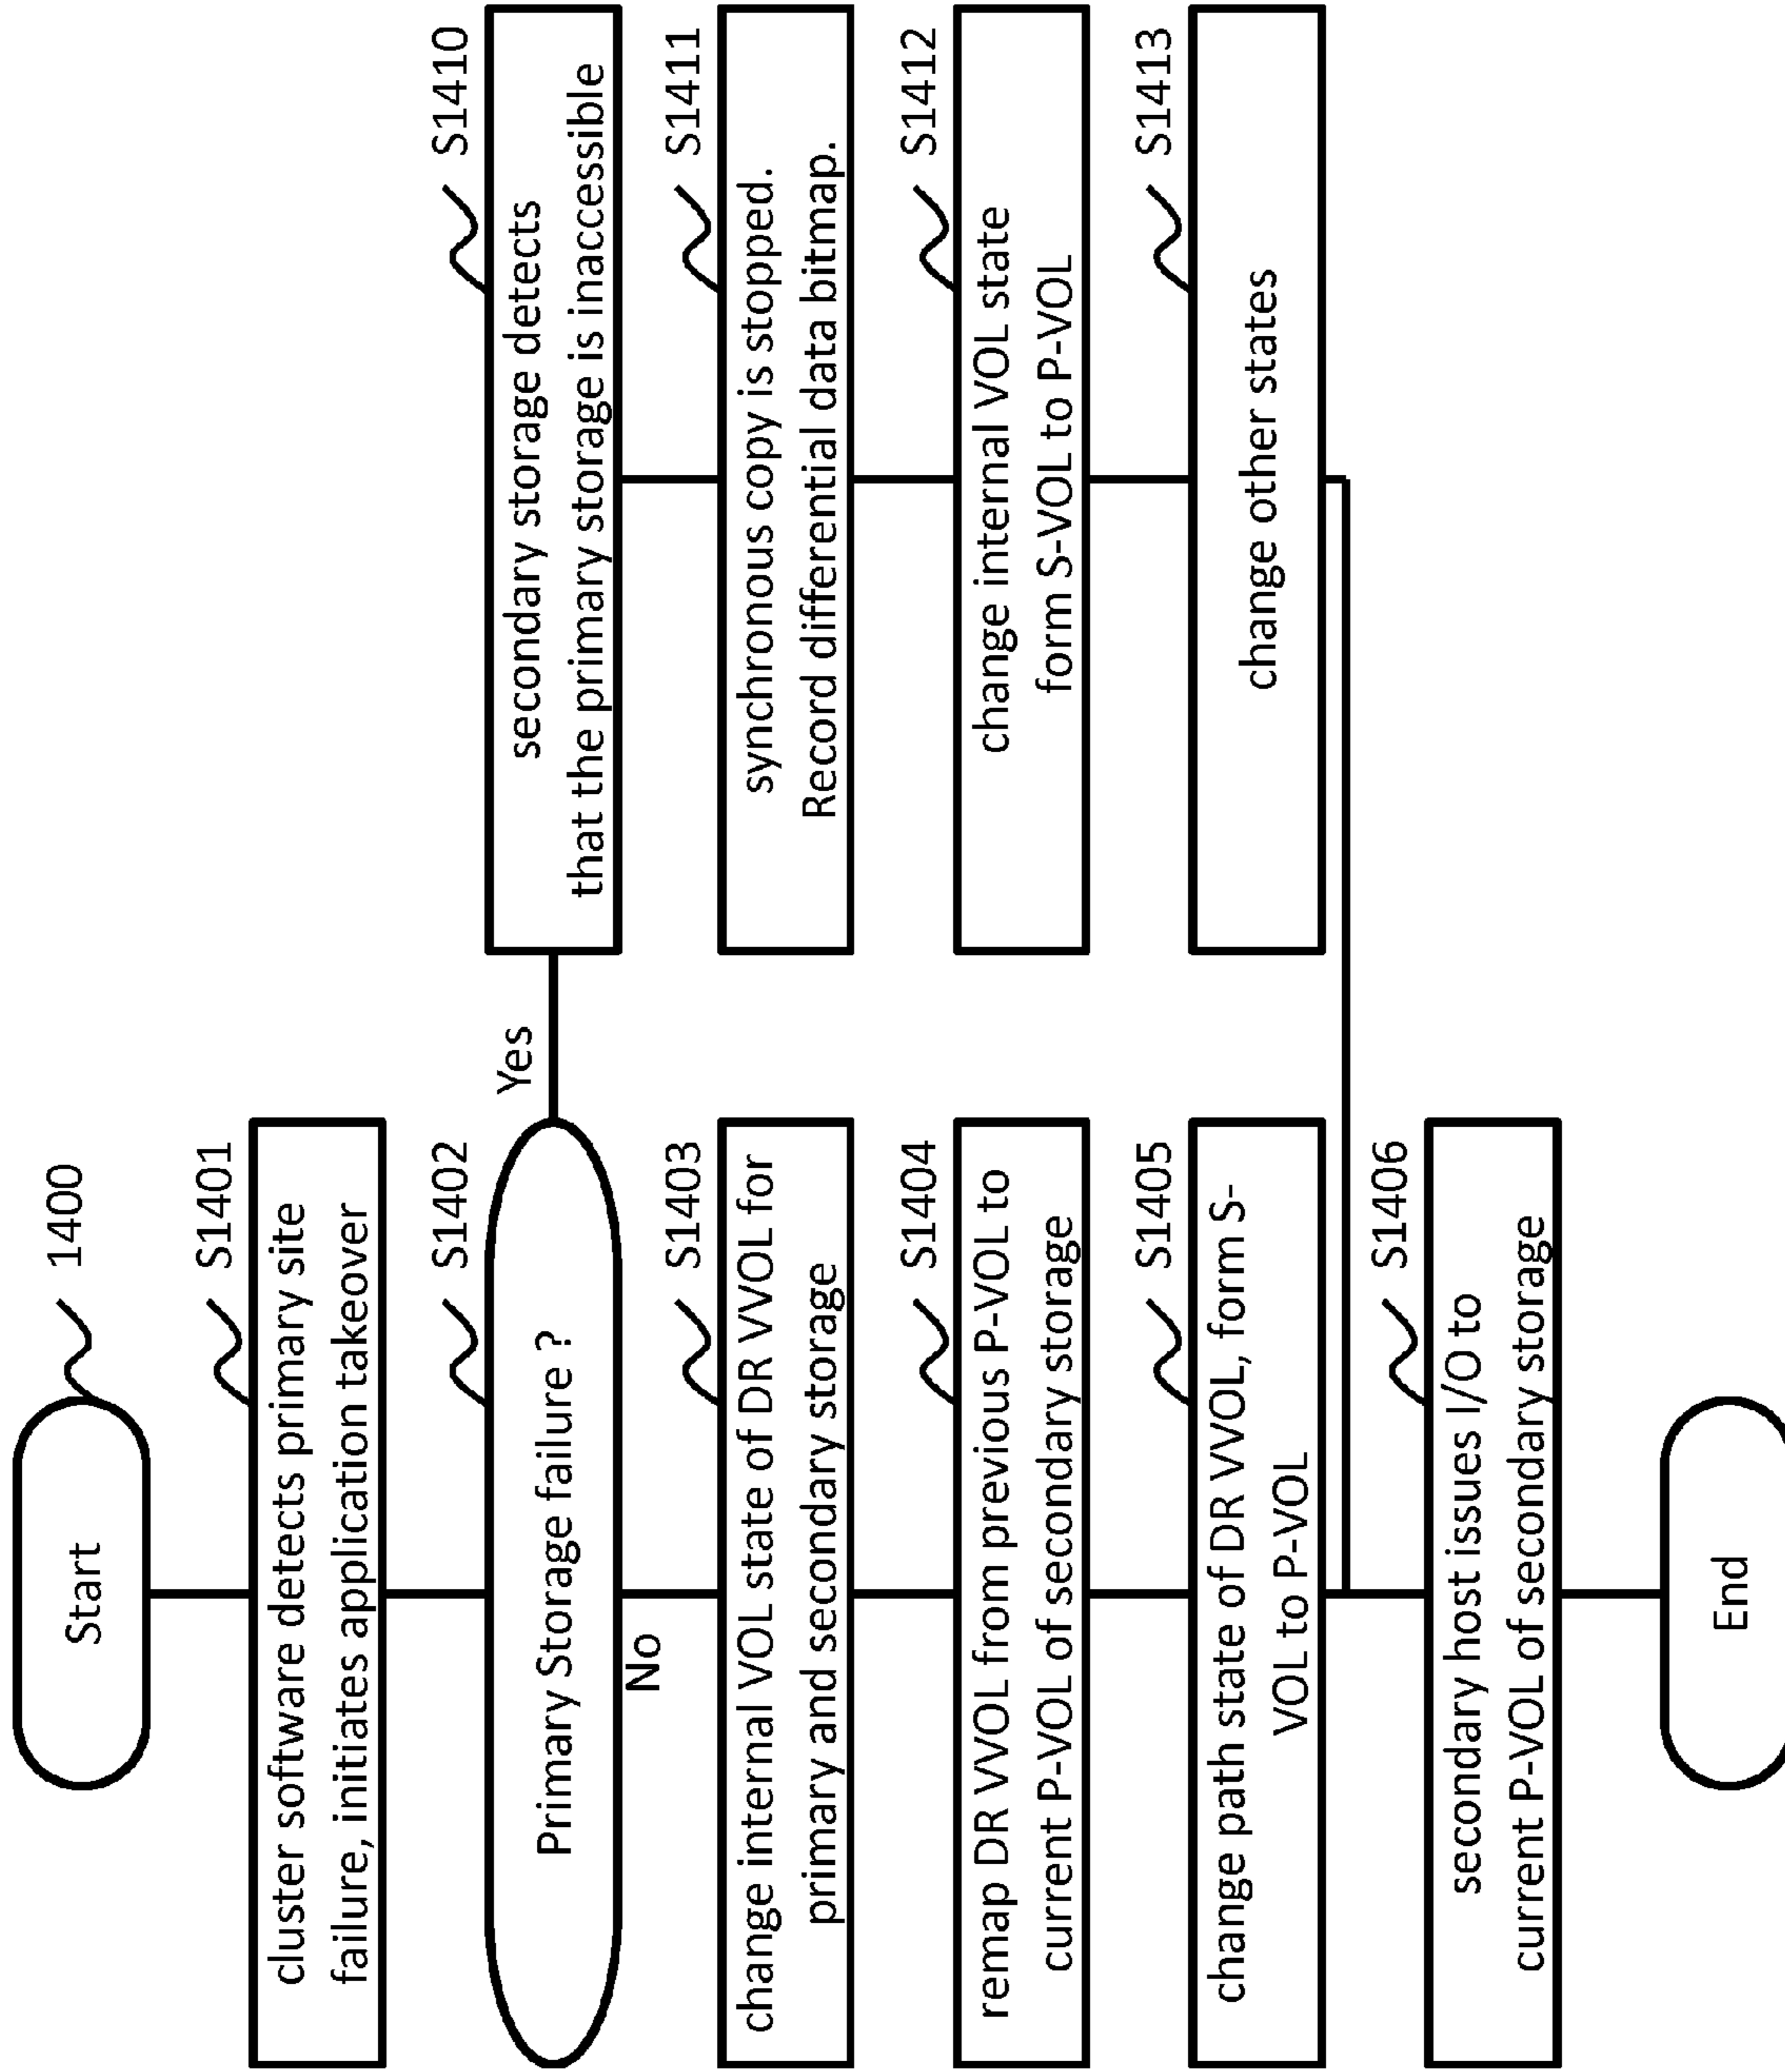 Start
1400
S1401
cluster software detects primary site
failure, initiates application takeover
S1402
Primary Storage failure ?
Yes
No
S1403
change internal VOL state of DR VVOL for
primary and secondary storage
S1404
remap DR VVOL from previous P-VOL to
current P-VOL of secondary storage
S1405
change path state of DR VVOL, form S-
VOL to P-VOL
S1406
secondary host issues I/O to
current P-VOL of secondary storage
End
S1410
secondary storage detects
that the primary storage is inaccessible
S1411
synchronous copy is stopped.
Record differential data bitmap.
S1412
change internal VOL state
form S-VOL to P-VOL
S1413
change other states